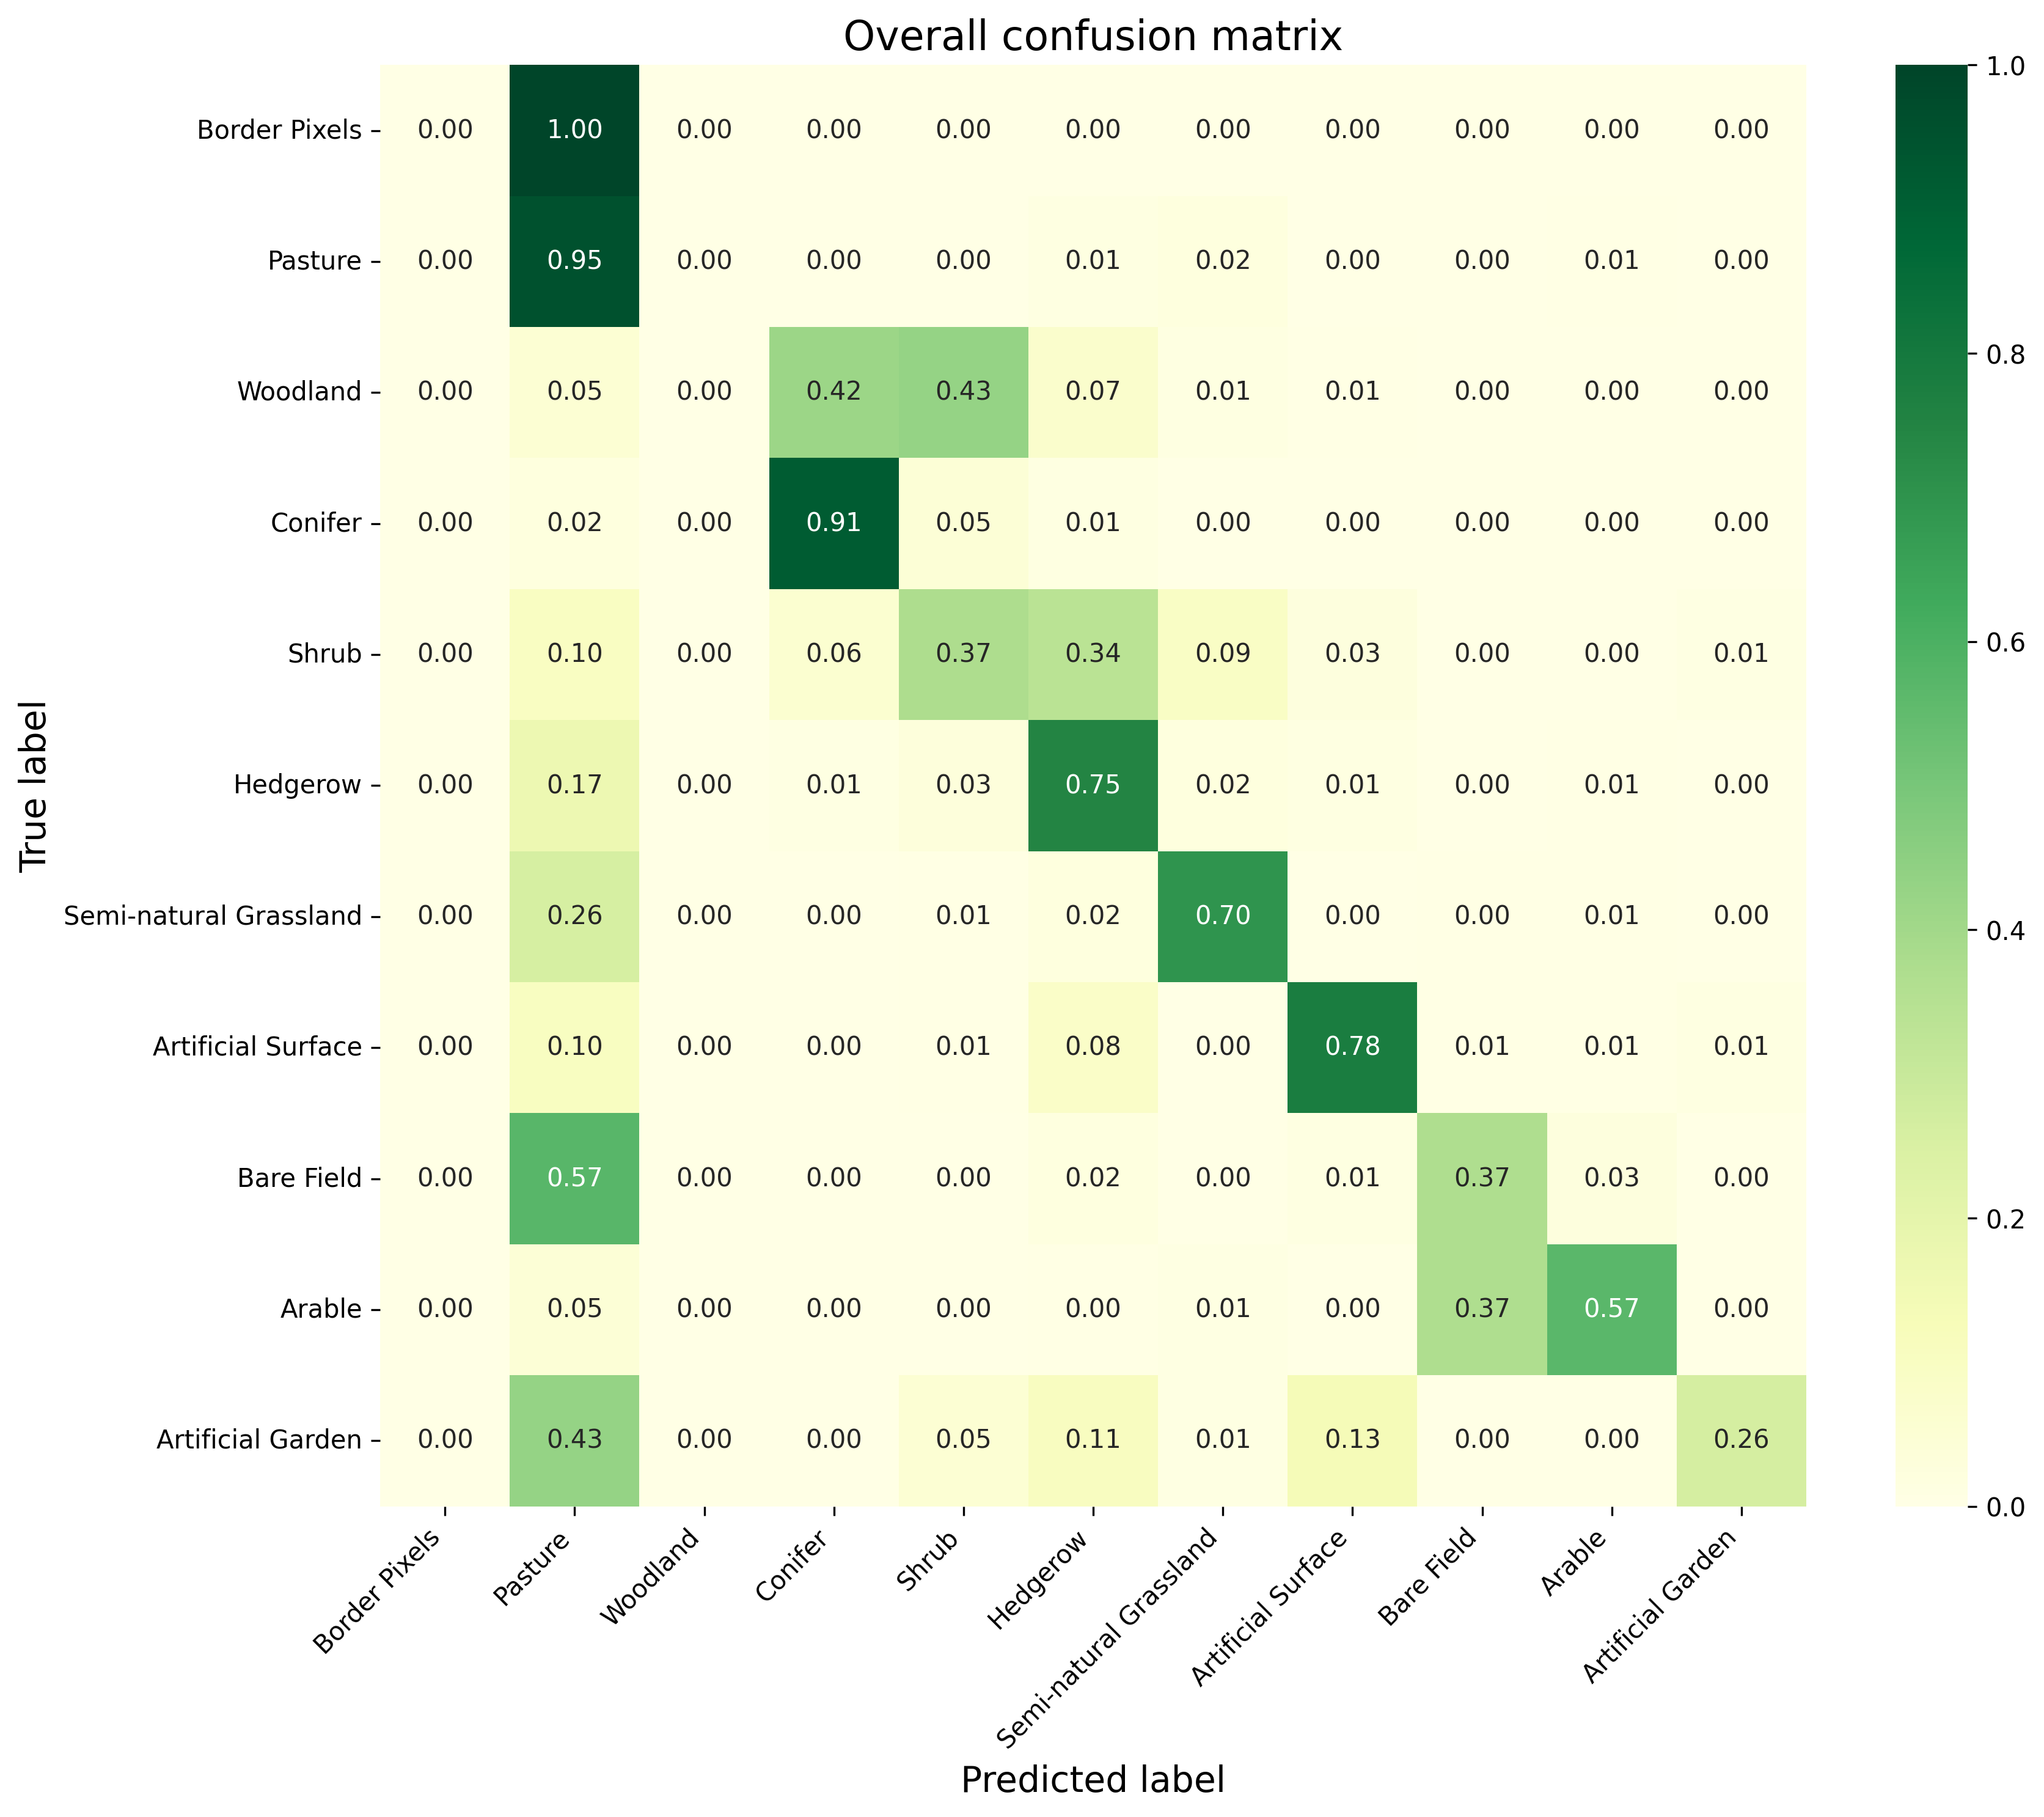 Overall confusion matrix
Border Pixels 0.00 1.00 0.00 0.00 0.00 0.00 0.00 0.00 0.00 0.00 0.00
Pasture 0.00 0.95 0.00 0.00 0.00 0.01 0.02 0.00 0.00 0.01 0.00
Woodland 0.00 0.05 0.00 0.42 0.43 0.07 0.01 0.01 0.00 0.00 0.00
Conifer 0.00 0.02 0.00 0.91 0.05 0.01 0.00 0.00 0.00 0.00 0.00
Shrub 0.00 0.10 0.00 0.06 0.37 0.34 0.09 0.03 0.00 0.00 0.01
Hedgerow 0.00 0.17 0.00 0.01 0.03 0.75 0.02 0.01 0.00 0.01 0.00
Semi-natural Grassland 0.00 0.26 0.00 0.00 0.01 0.02 0.70 0.00 0.00 0.01 0.00
Artificial Surface 0.00 0.10 0.00 0.00 0.01 0.08 0.00 0.78 0.01 0.01 0.01
Bare Field 0.00 0.57 0.00 0.00 0.00 0.02 0.00 0.01 0.37 0.03 0.00
Arable 0.00 0.05 0.00 0.00 0.00 0.00 0.01 0.00 0.37 0.57 0.00
Artificial Garden 0.00 0.43 0.00 0.00 0.05 0.11 0.01 0.13 0.00 0.00 0.26
True label
Border Pixels
Pasture
Woodland
Conifer
Shrub
Hedgerow
Semi-natural Grassland
Artificial Surface
Bare Field
Arable
Artificial Garden
Predicted label
1.0
0.8
0.6
0.4
0.2
0.0